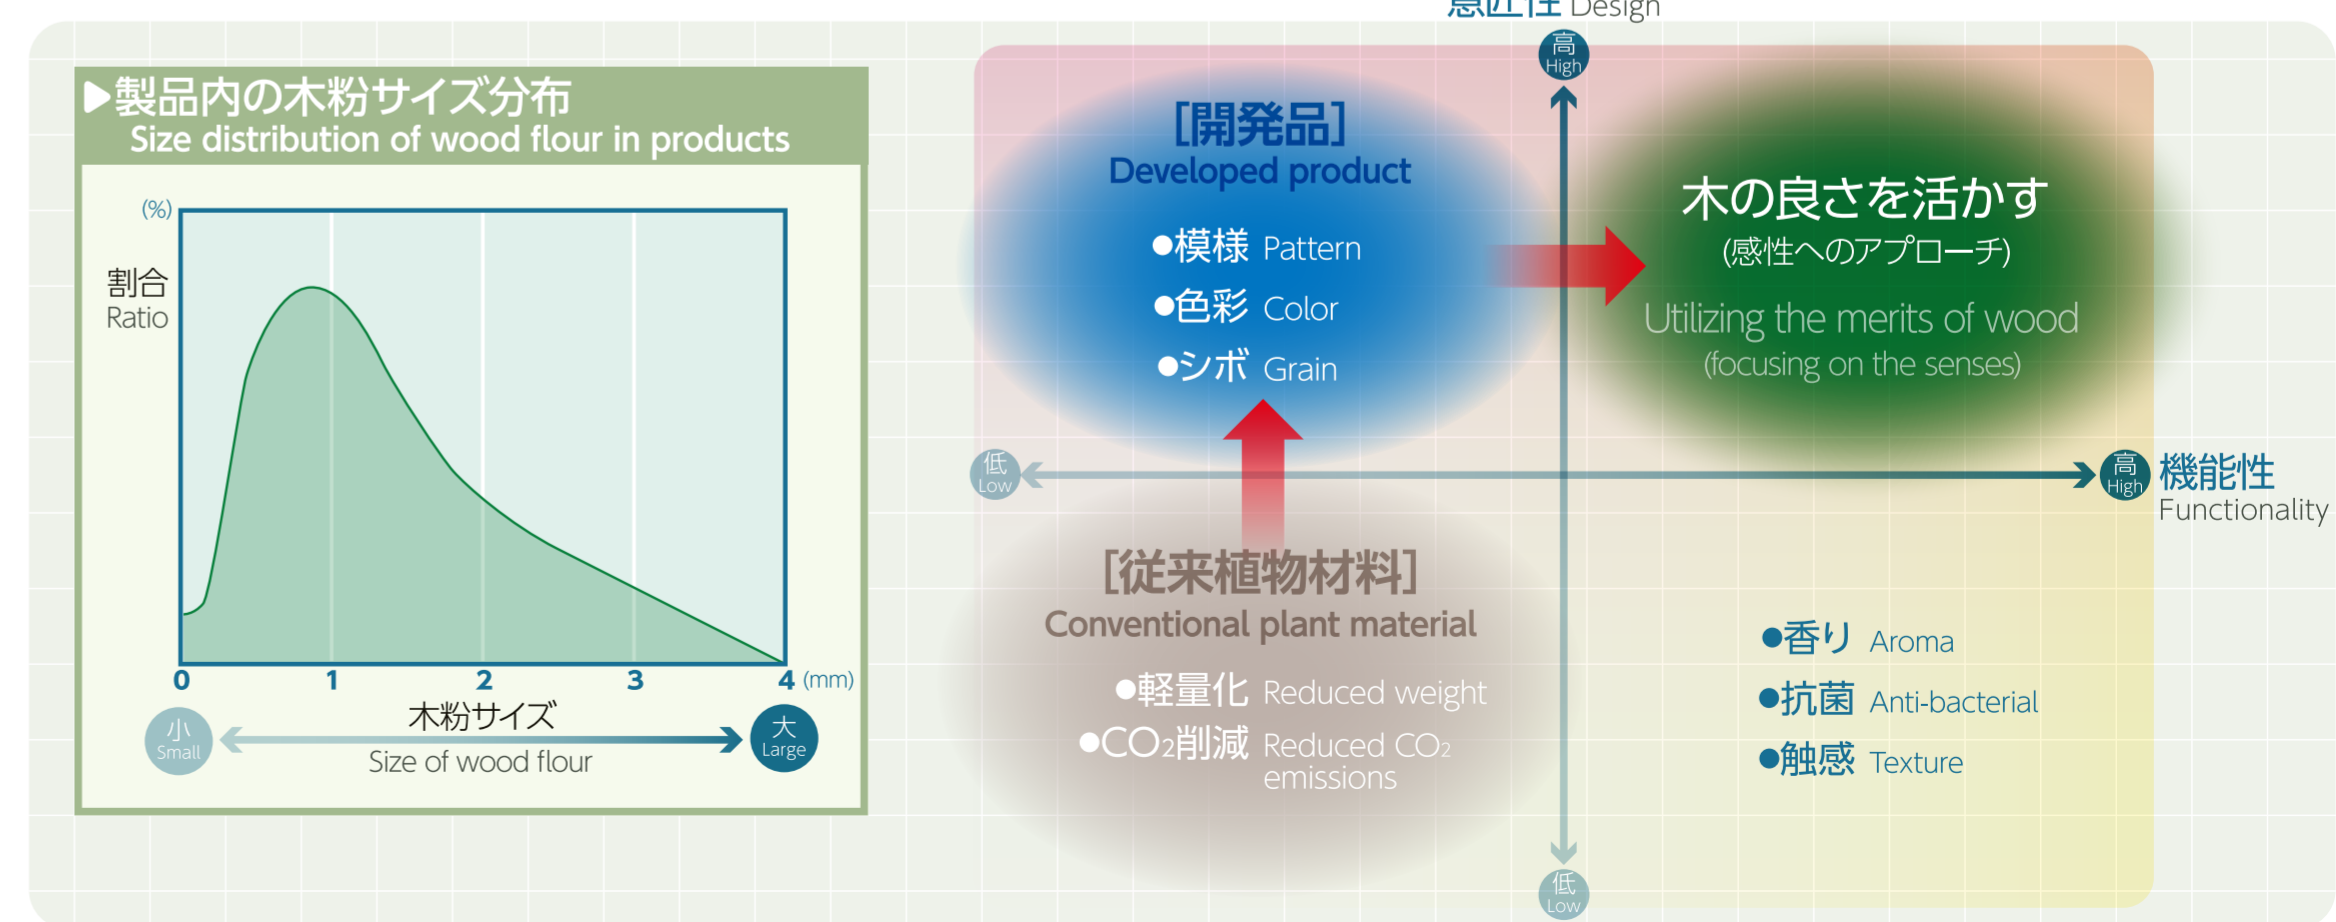 ▶製品内の木粉サイズ分布
Size distribution of wood flour in products
(%)
割合
Ratio
0 1 2 3 4 (mm)
小
Small
木粉サイズ
Size of wood flour
大
Large
意匠性 Design
高
High
[開発品]
Developed product
●模様 Pattern
●色彩 Color
●シボ Grain
木の良さを活かす
(感性へのアプローチ)
Utilizing the merits of wood
(focusing on the senses)
低
Low
高
High
機能性
Functionality
[従来植物材料]
Conventional plant material
●軽量化 Reduced weight
●CO₂削減 Reduced CO₂
emissions
●香り Aroma
●抗菌 Anti-bacterial
●触感 Texture
低
Low